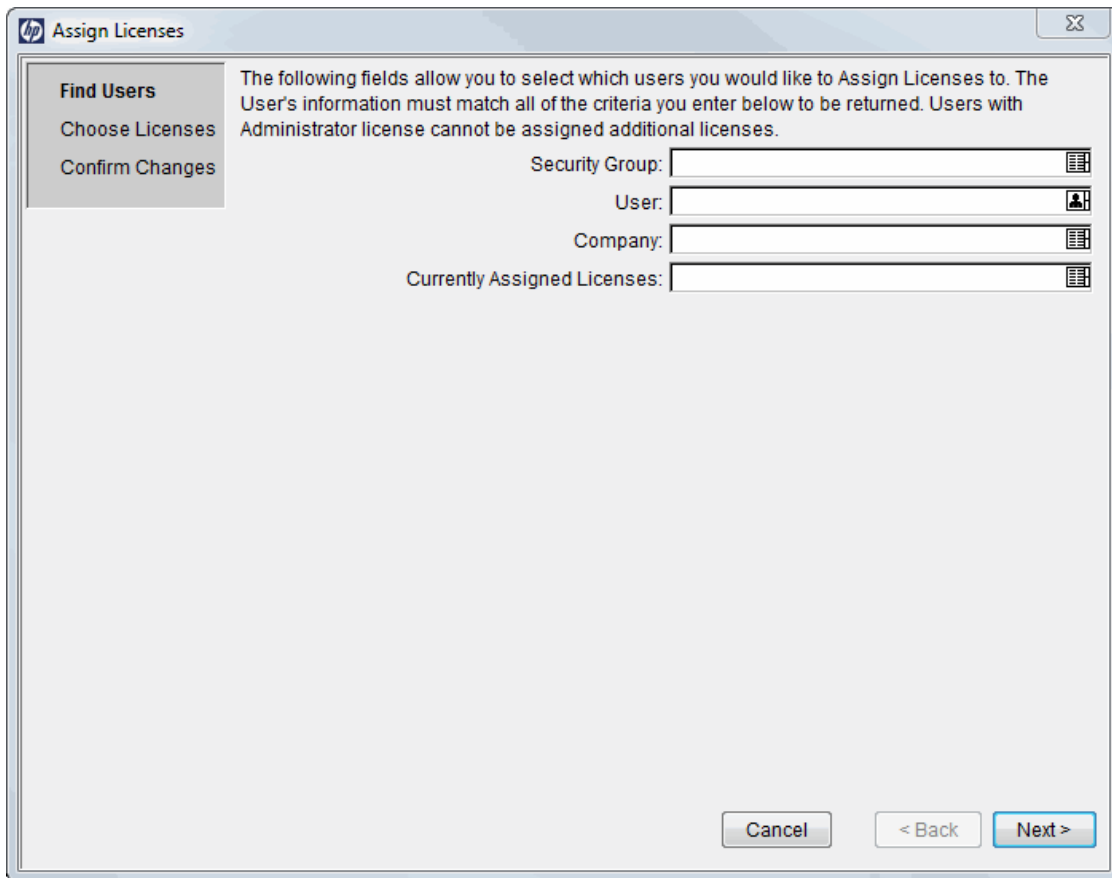 hp Assign Licenses
Find Users
Choose Licenses
Confirm Changes
The following fields allow you to select which users you would like to Assign Licenses to. The
User's information must match all of the criteria you enter below to be returned. Users with
Administrator license cannot be assigned additional licenses.
Security Group:
User:
Company:
Currently Assigned Licenses:
Cancel < Back Next >